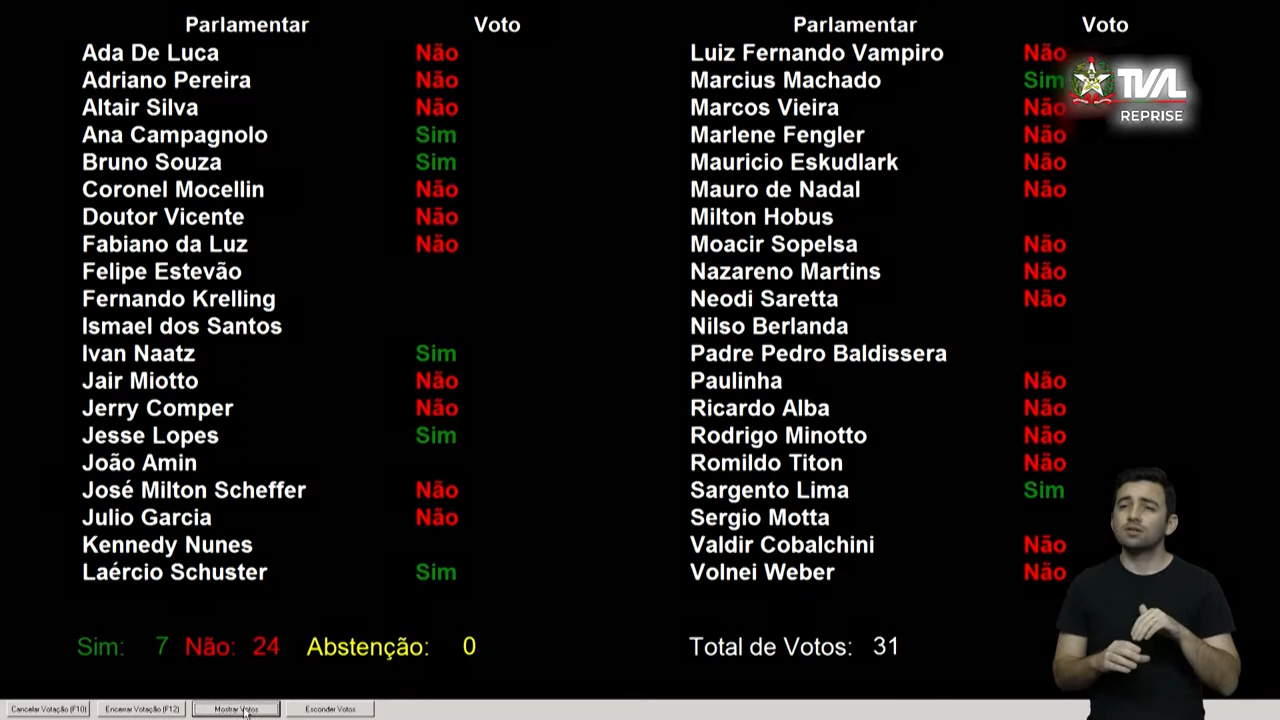 Parlamentar Voto
Ada De Luca Não
Adriano Pereira Não
Altair Silva Não
Ana Campagnolo Sim
Bruno Souza Sim
Coronel Mocellin Não
Doutor Vicente Não
Fabiano da Luz Não
Felipe Estevão
Fernando Krelling
Ismael dos Santos
Ivan Naatz Sim
Jair Miotto Não
Jerry Comper Não
Jesse Lopes Sim
João Amin
José Milton Scheffer Não
Julio Garcia Não
Kennedy Nunes
Laércio Schuster Sim
Parlamentar Voto
Luiz Fernando Vampiro Não
Marcius Machado Sim
Marcos Vieira Não
Marlene Fengler Não
Mauricio Eskudlark Não
Mauro de Nadal Não
Milton Hobus
Moacir Sopelsa Não
Nazareno Martins Não
Neodi Saretta Não
Nilso Berlanda
Padre Pedro Baldissera
Paulinha Não
Ricardo Alba Não
Rodrigo Minotto Não
Romildo Titon Não
Sargento Lima Sim
Sergio Motta
Valdir Cobalchini Não
Volnei Weber Não
TVAL
REPRISE
Sim: 7 Não: 24 Abstenção: 0 Total de Votos: 31
Cancelar Votação (F10) Encerrar Votação (F12) Mostrar Votos Esconder Votos